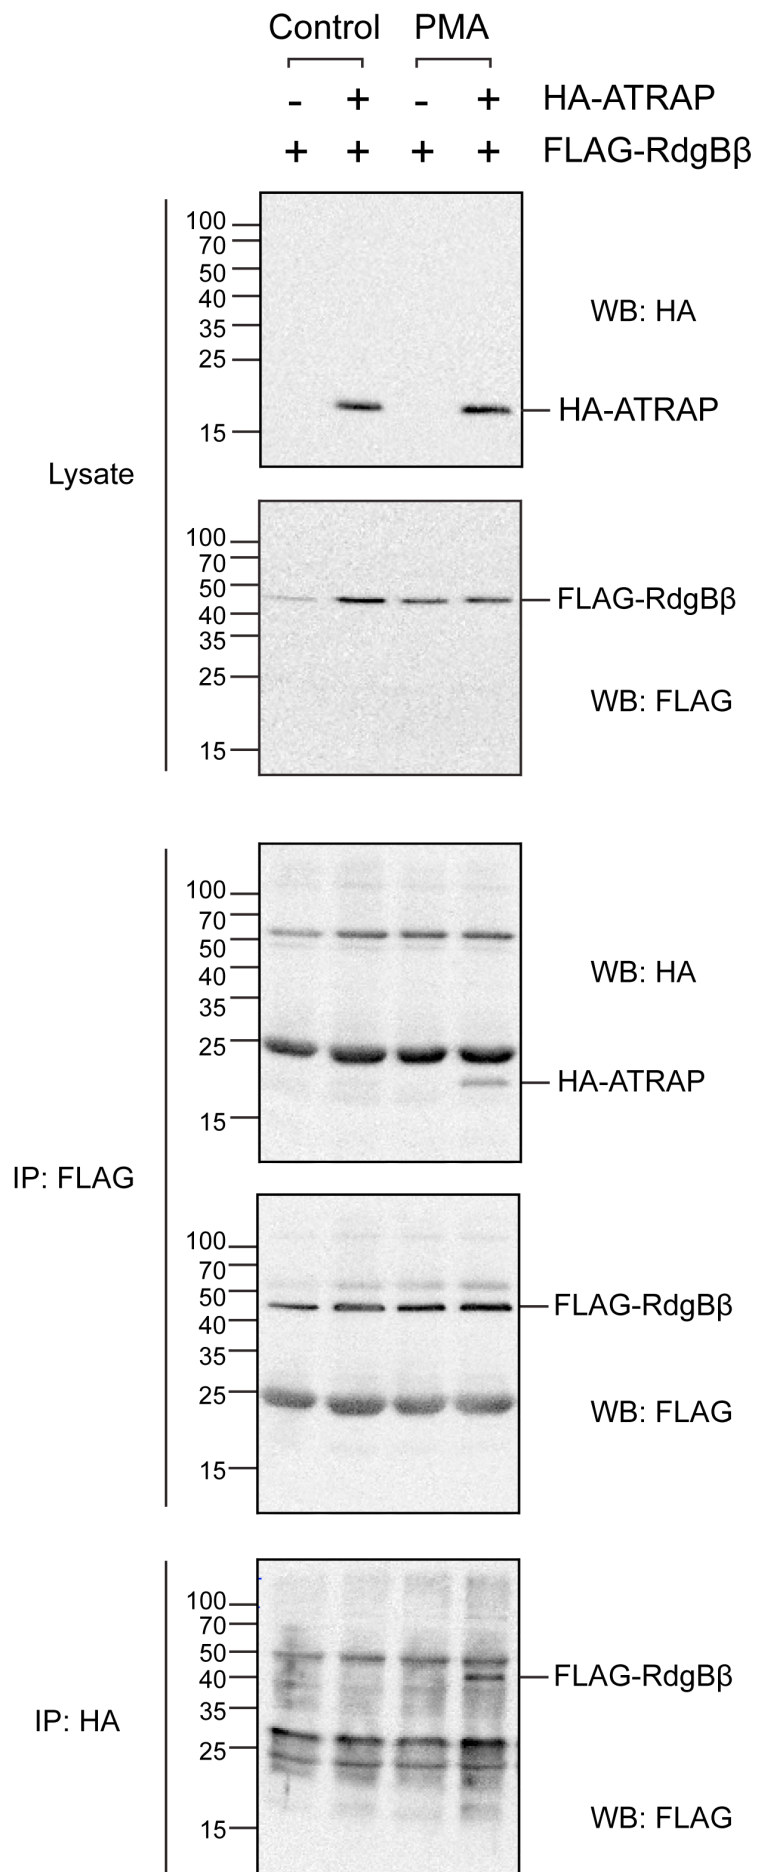 Control PMA
- + - + HA-ATRAP
+ + + + FLAG-RdgBβ
100
70
50
40
35
25
15
WB: HA
HA-ATRAP
Lysate
100
70
50
40
35
25
15
FLAG-RdgBβ
WB: FLAG
100
70
50
40
35
25
15
WB: HA
HA-ATRAP
IP: FLAG
100
70
50
40
35
25
15
FLAG-RdgBβ
WB: FLAG
100
70
50
40
35
25
15
FLAG-RdgBβ
IP: HA
WB: FLAG